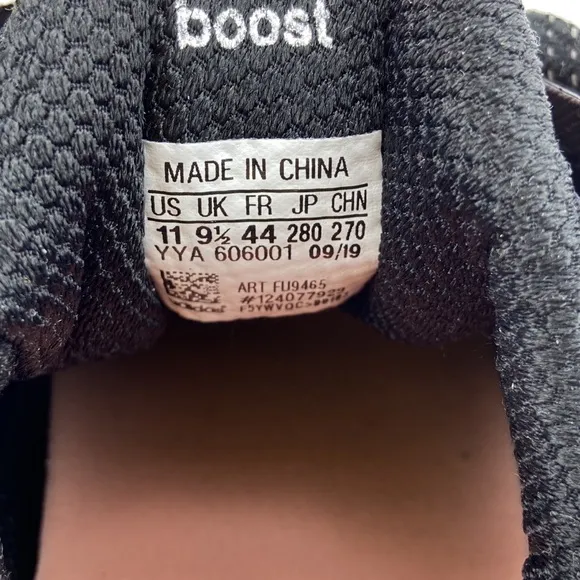 boost
MADE IN CHINA
US UK FR JP CHN
11 9½ 44 280 270
YYA 606001 09/19
ART FU9465